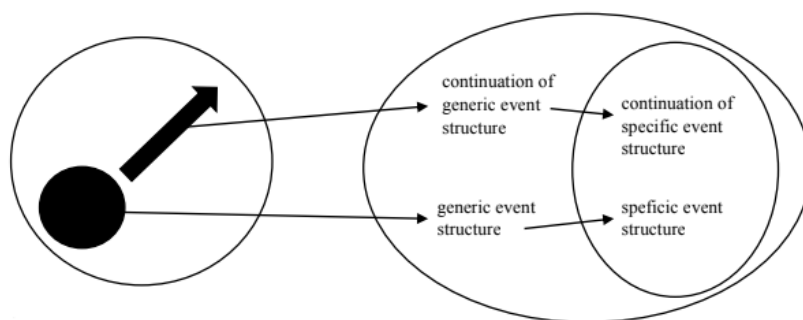 continuation of
generic event
structure
continuation of
specific event
structure
generic event
structure
speficic event
structure